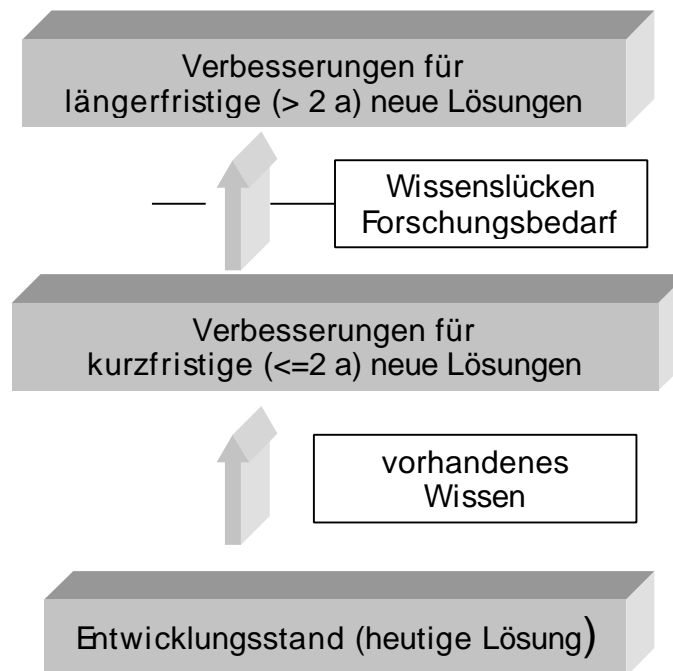 Verbesserungen für
längerfristige (> 2 a) neue Lösungen
Wissenslücken
Forschungsbedarf
Verbesserungen für
kurzfristige (<=2 a) neue Lösungen
vorhandenes
Wissen
Entwicklungsstand (heutige Lösung)